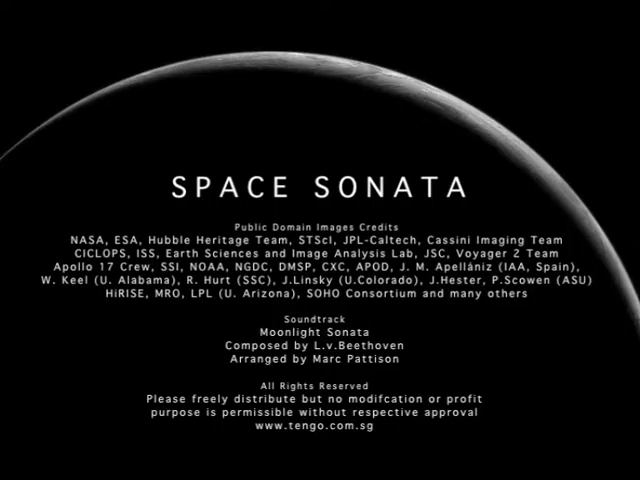 SPACE SONATA
Public Domain Images Credits
NASA, ESA, Hubble Heritage Team, STScI, JPL-Caltech, Cassini Imaging Team
CICLOPS, ISS, Earth Sciences and Image Analysis Lab, JSC, Voyager 2 Team
Apollo 17 Crew, SSI, NOAA, NGDC, DMSP, CXC, APOD, J. M. Apellániz (IAA, Spain),
W. Keel (U. Alabama), R. Hurt (SSC), J.Linsky (U.Colorado), J.Hester, P.Scowen (ASU)
HiRISE, MRO, LPL (U. Arizona), SOHO Consortium and many others
Soundtrack
Moonlight Sonata
Composed by L.v.Beethoven
Arranged by Marc Pattison
All Rights Reserved
Please freely distribute but no modifcation or profit
purpose is permissible without respective approval
www.tengo.com.sg